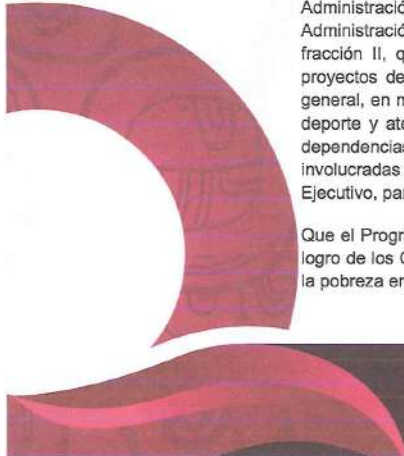 Administració
Administració
fracción II, q
proyectos de
general, en n
deporte y ate
dependencias
involucradas
Ejecutivo, par
Que el Progr
logro de los C
la pobreza en